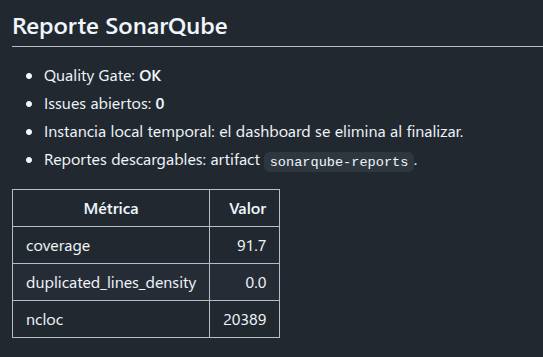 Reporte SonarQube
Quality Gate: OK
Issues abiertos: 0
Instancia local temporal: el dashboard se elimina al finalizar.
Reportes descargables: artifact sonarqube-reports.
Métrica Valor
coverage 91.7
duplicated_lines_density 0.0
ncloc 20389